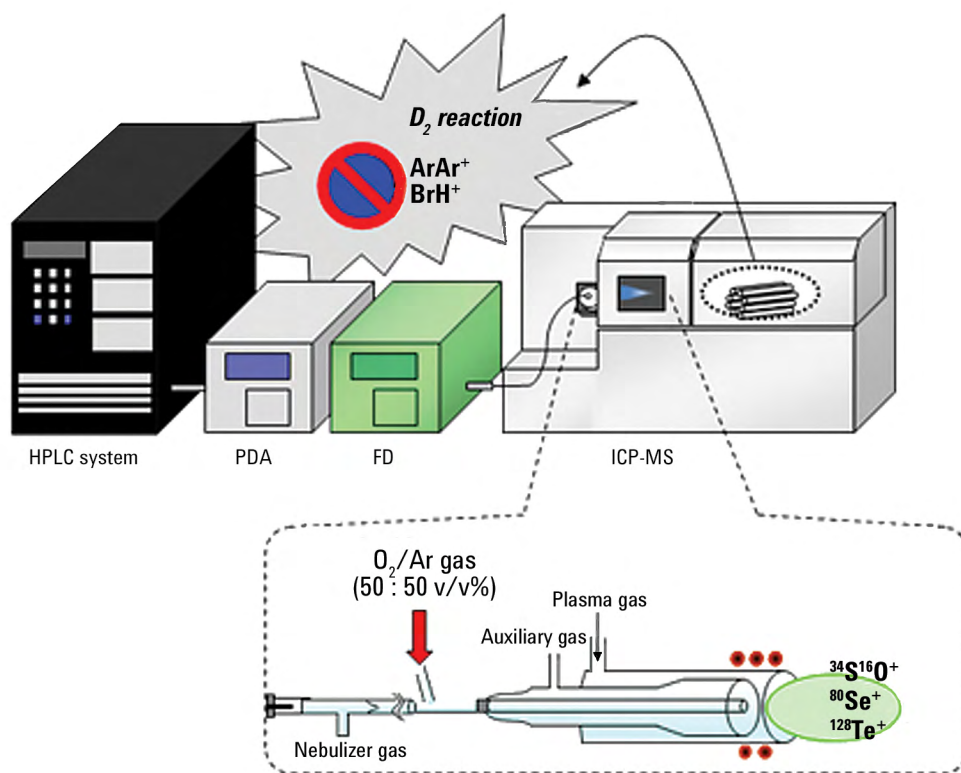 D₂ reaction
ArAr⁺
BrH⁺
HPLC system
PDA
FD
ICP-MS
O₂/Ar gas
(50 : 50 v/v%)
Plasma gas
Auxiliary gas
Nebulizer gas
³⁴S¹⁶O⁺
⁸⁰Se⁺
¹²⁸Te⁺